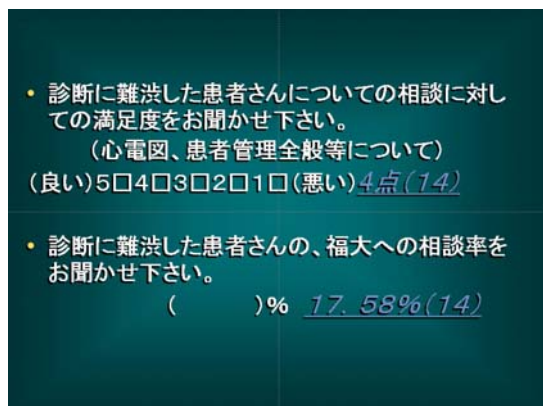 • 診断に難渋した患者さんについての相談に対し
ての満足度をお聞かせ下さい。
(心電図、患者管理全般等について)
(良い)5□4□3□2□1□(悪い)4点(14)
• 診断に難渋した患者さんの、福大への相談率を
お聞かせ下さい。
(　　　)% 17. 58%(14)